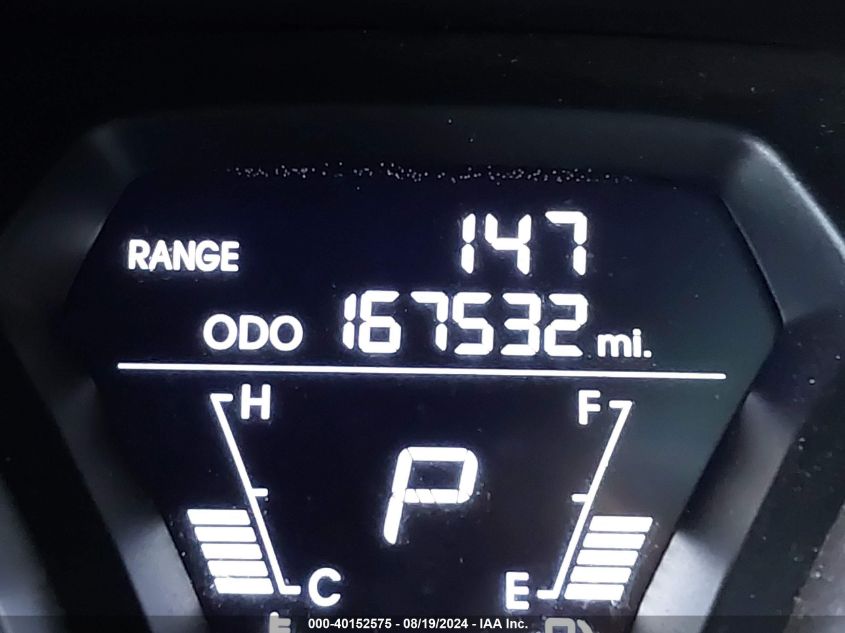 RANGE 147
ODO 167532 mi.
H F
P
C E
000-40152575 - 08/19/2024 - IAA Inc.